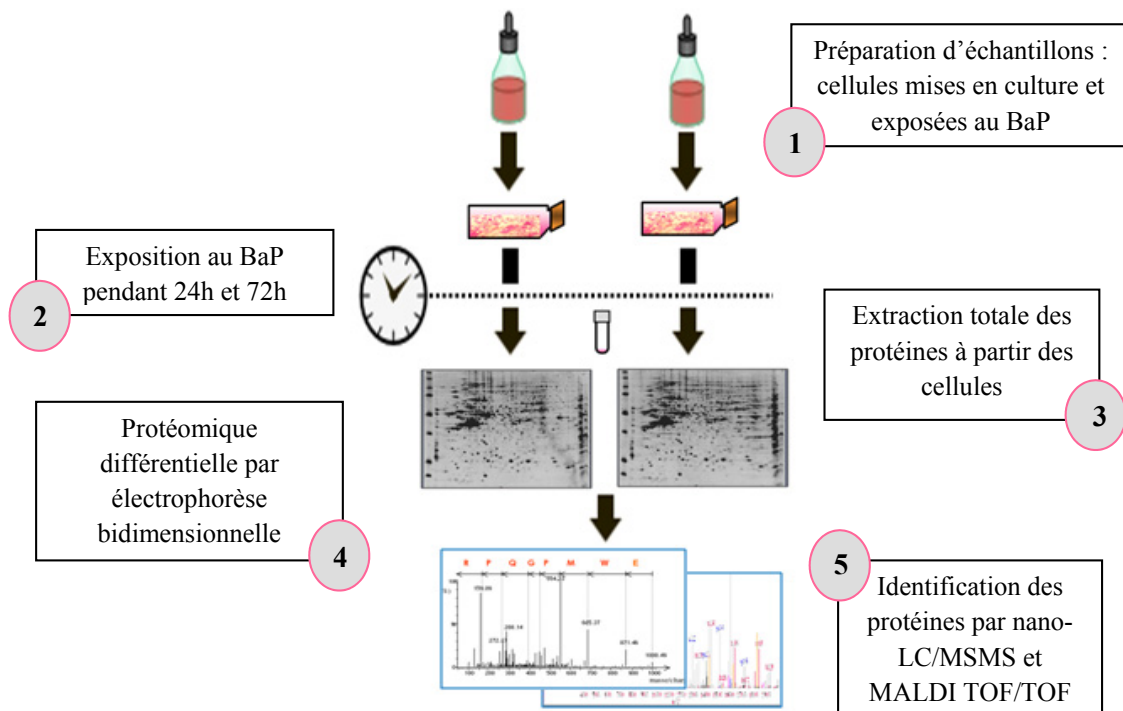 Préparation d'échantillons :
cellules mises en culture et
exposées au BaP
1
Exposition au BaP
pendant 24h et 72h
2
Extraction totale des
protéines à partir des
cellules
3
Protéomique
différentielle par
électrophorèse
bidimensionnelle
4
R P Q G P M W E
5
Identification des
protéines par nano-
LC/MSMS et
MALDI TOF/TOF